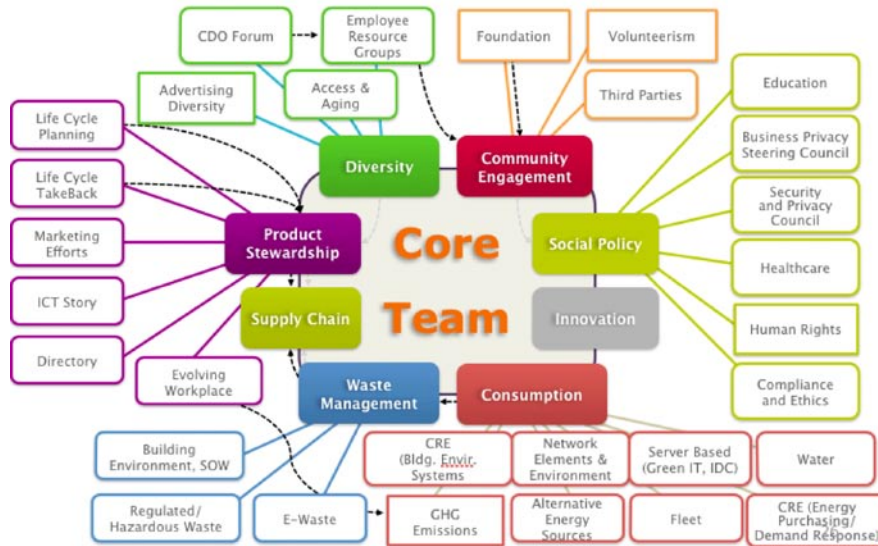 CDO Forum
Employee
Resource
Groups
Foundation
Volunteerism
Advertising
Diversity
Access &
Aging
Third Parties
Education
Life Cycle
Planning
Business Privacy
Steering Council
Diversity
Community
Engagement
Life Cycle
TakeBack
Security
and Privacy
Council
Marketing
Efforts
Product
Stewardship
Core
Social Policy
Healthcare
ICT Story
Supply Chain
Team
Innovation
Human Rights
Directory
Evolving
Workplace
Waste
Management
Consumption
Compliance
and Ethics
Building
Environment, SOW
CRE
(Bldg. Envir.
Systems
Network
Elements &
Environment
Server Based
(Green IT, IDC)
Water
Regulated/
Hazardous Waste
E-Waste
GHG
Emissions
Alternative
Energy
Sources
Fleet
CRE (Energy
Purchasing/
Demand Response)